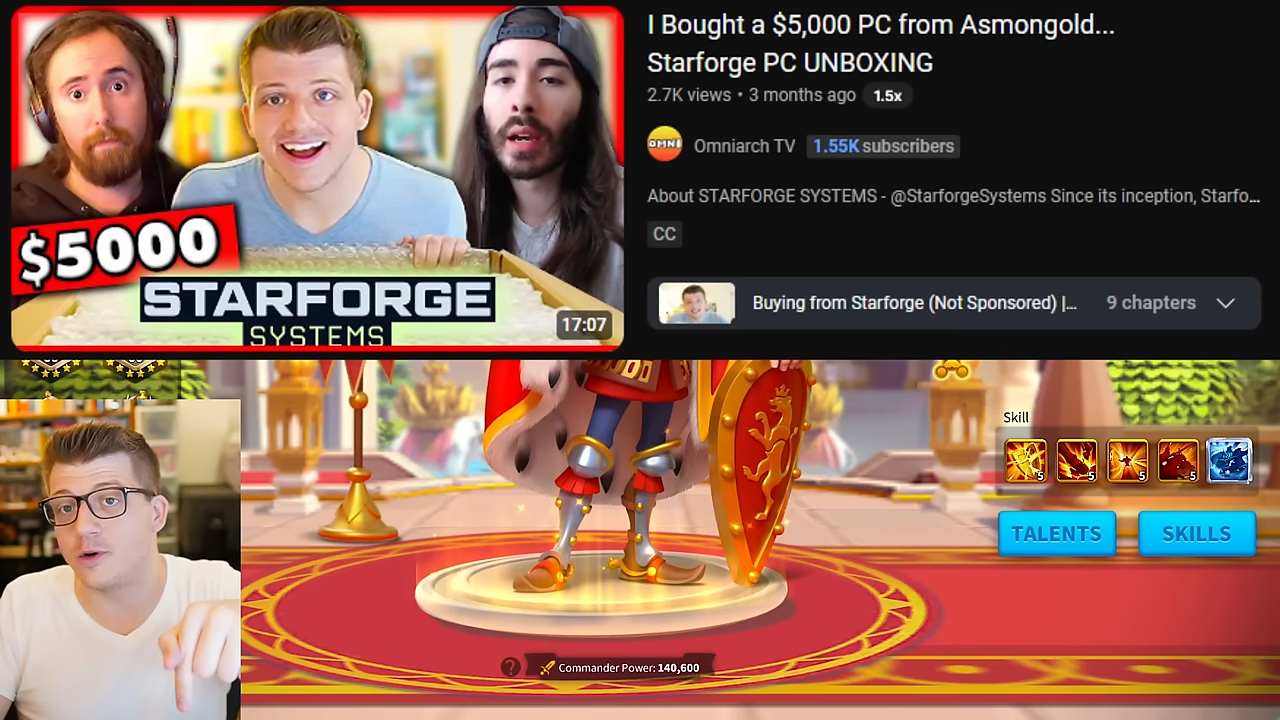 I Bought a $5,000 PC from Asmongold...
Starforge PC UNBOXING
2.7K views • 3 months ago 1.5x
OMNI
Omniarch TV 1.55K subscribers
About STARFORGE SYSTEMS - @StarforgeSystems Since its inception, Starfo...
CC
Buying from Starforge (Not Sponsored) |... 9 chapters
$5000
STARFORGE
SYSTEMS
17:07
Skill
5 5 5 5
TALENTS SKILLS
? Commander Power: 140,600